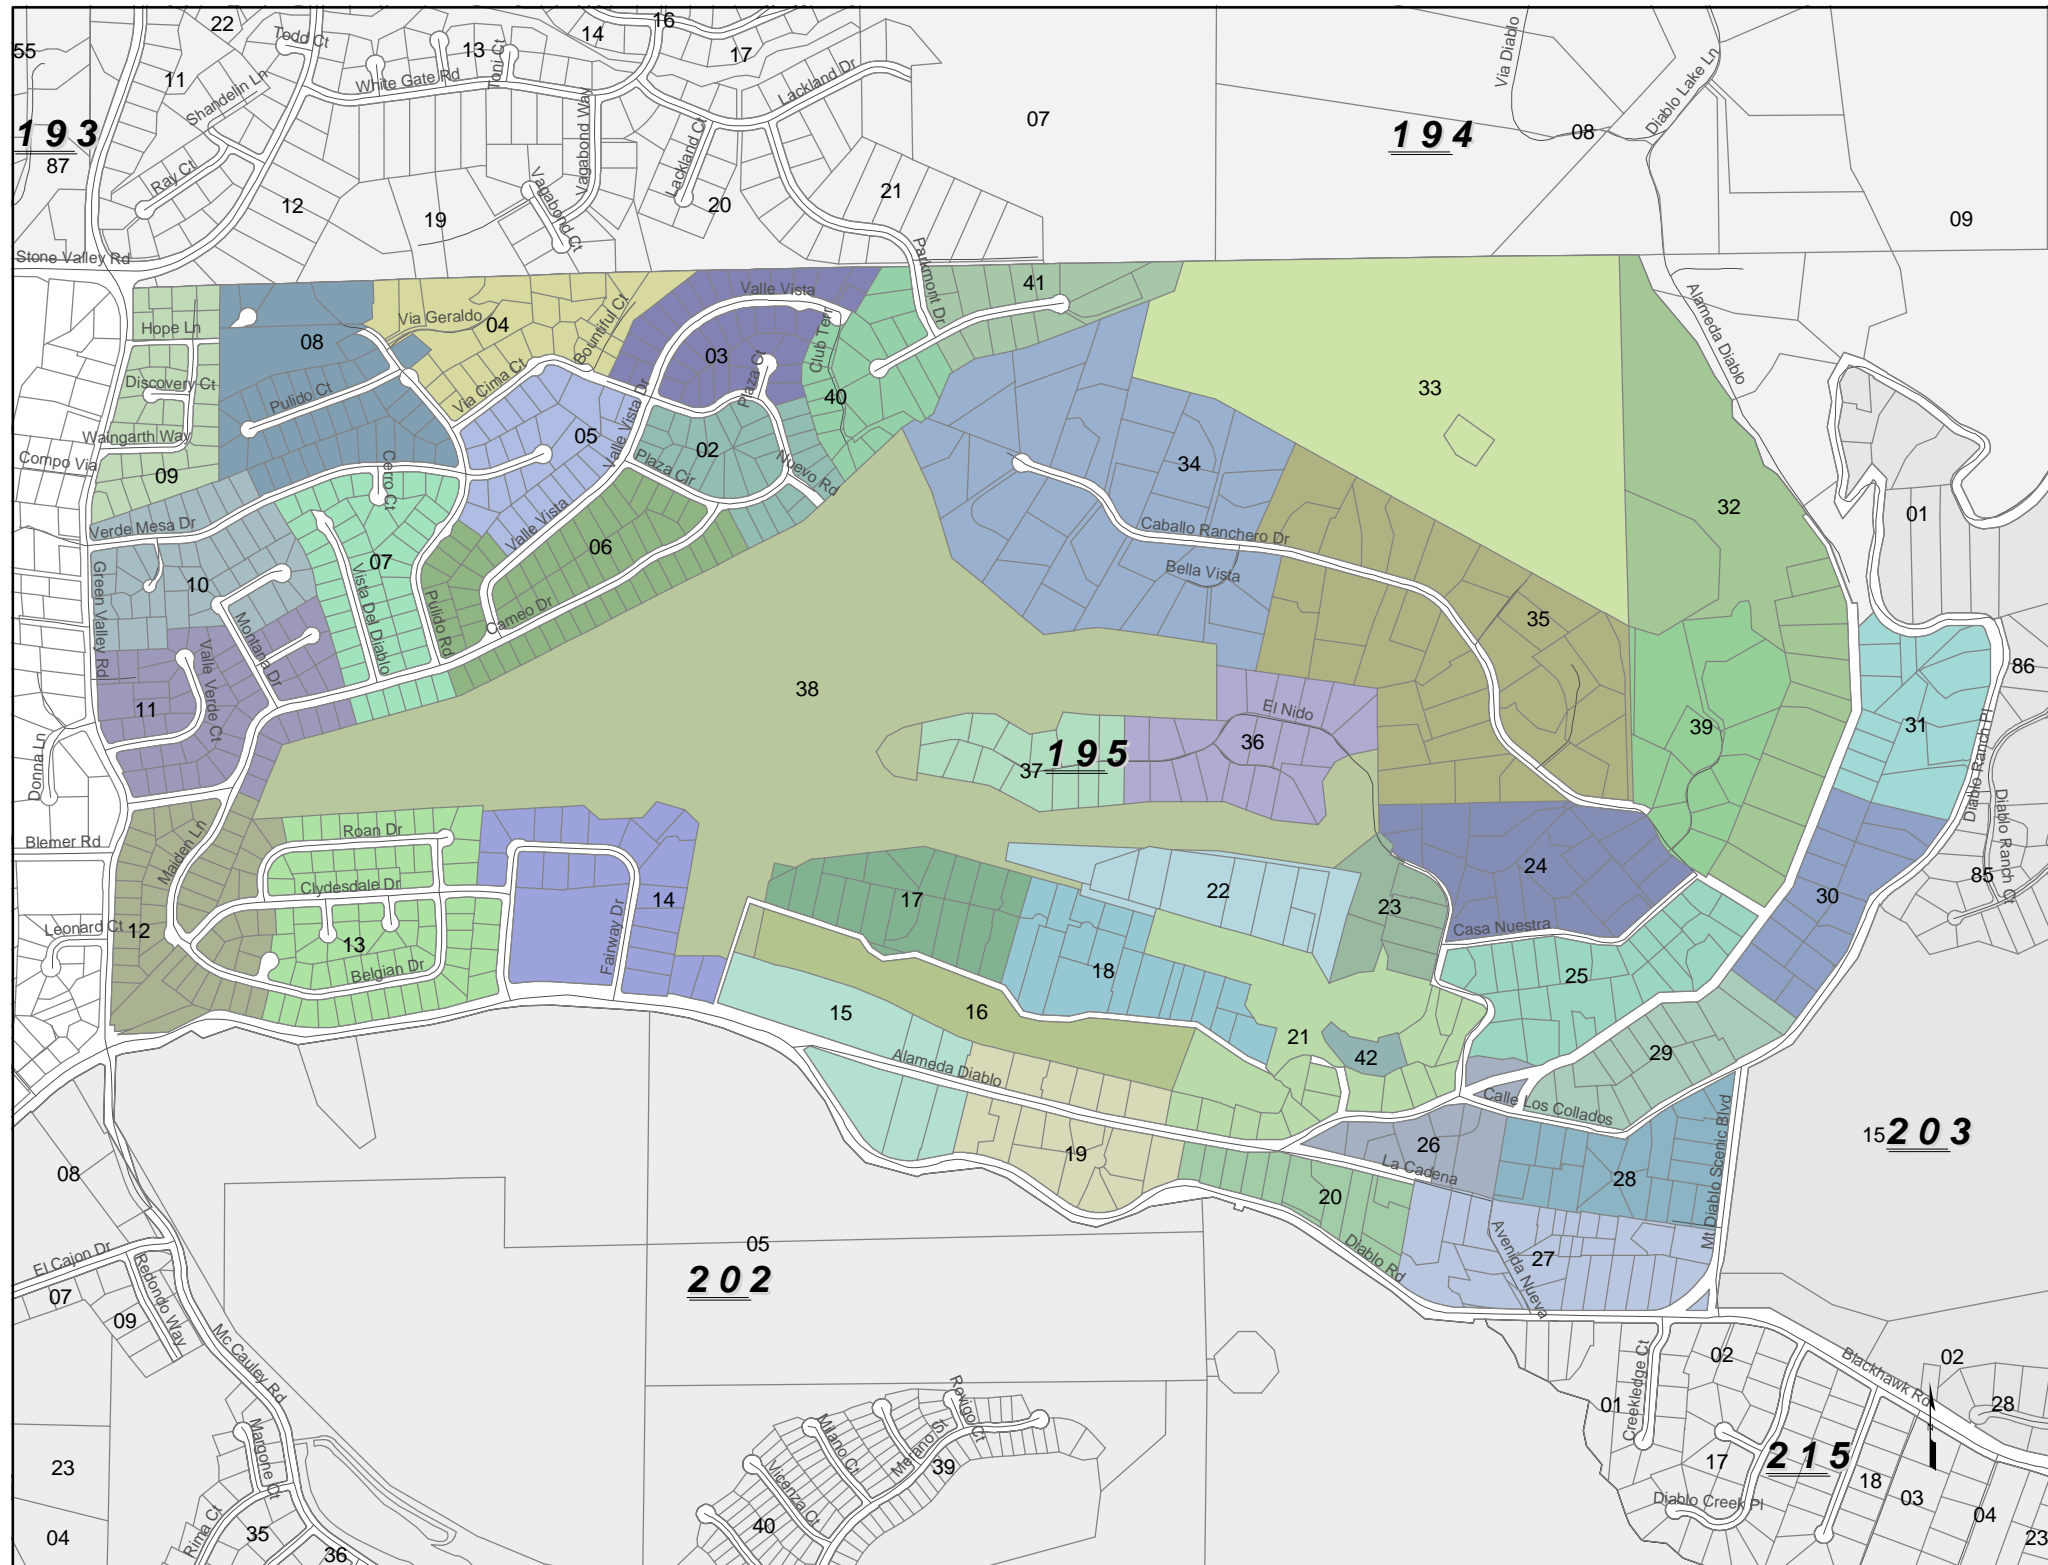 55
22
Todd Ct
13
Toni Ct
14
16
17
Via Diablo
Diablo Lake Ln
11
Shandelin Ln
White Gate Rd
Vagabond Way
Lackland Dr
193
87
07
194
08
Ray Ct
12
19
Vagabond Ct
Lackland Ct
20
21
09
Stone Valley Rd
Parkmont Dr
41
Alameda Diablo
Hope Ln
08
Via Geraldo
04
Bountiful Ct
Valle Vista
Club Terr
03
Plaza Ct
33
Discovery Ct
Pulido Ct
Via Cima Ct
Valle Vista Dr
40
Waingarth Way
Compo Via
09
Cerro Ct
05
02
Plaza Cir
Nuevo Rd
34
32
01
Verde Mesa Dr
Valle Vista
06
Caballo Ranchero Dr
Bella Vista
Green Valley Rd
10
07
Vista Del Diablo
Pulido Rd
Cameo Dr
35
Montana Dr
Valle Verde Ct
11
38
El Nido
36
195
37
39
31
86
Diablo Ranch Pl
Donna Ln
Diablo Ranch Ct
85
Blemer Rd
Maiden Ln
Roan Dr
Clydesdale Dr
14
Fairway Dr
17
22
23
24
Casa Nuestra
30
Leonard Ct
12
13
Belgian Dr
18
25
15
16
21
42
29
Alameda Diablo
Calle Los Collados
26
La Cadena
19
20
28
Mt Diablo Scenic Blvd
15
203
08
Diablo Rd
Avenida Nueva
27
05
202
El Cajon Dr
07
09
Redondo Way
Mc Cauley Rd
Creekledge Ct
02
Blackhawk Rd
02
01
28
Rovigo Ct
Milano Ct
Merano St
39
Vicenza Ct
40
Margone Ct
23
04
Rima Ct
35
36
17
215
18
03
04
23
Diablo Creek Pl